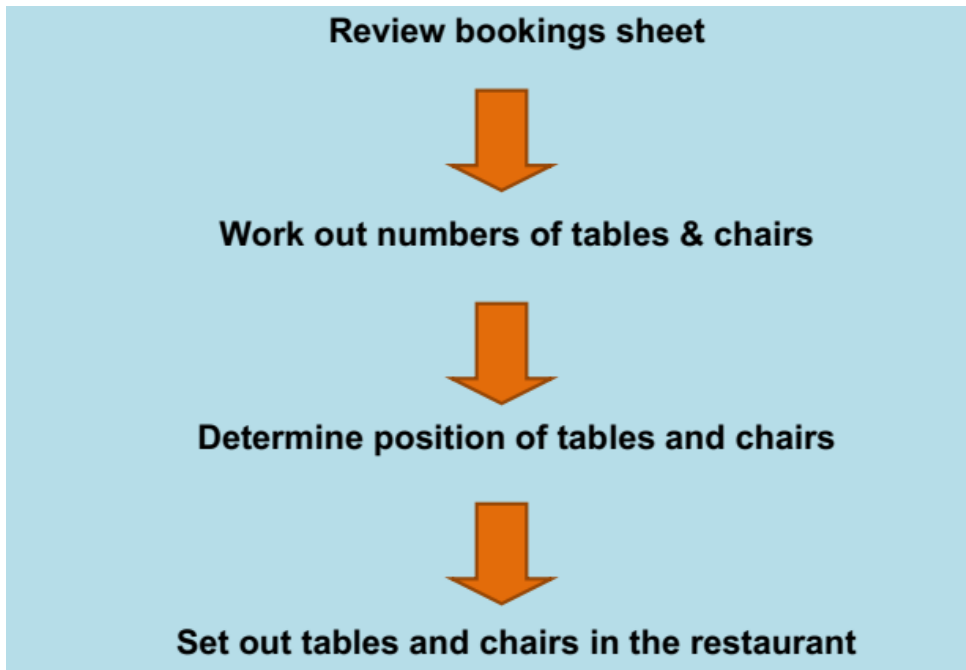 Review bookings sheet
Work out numbers of tables & chairs
Determine position of tables and chairs
Set out tables and chairs in the restaurant